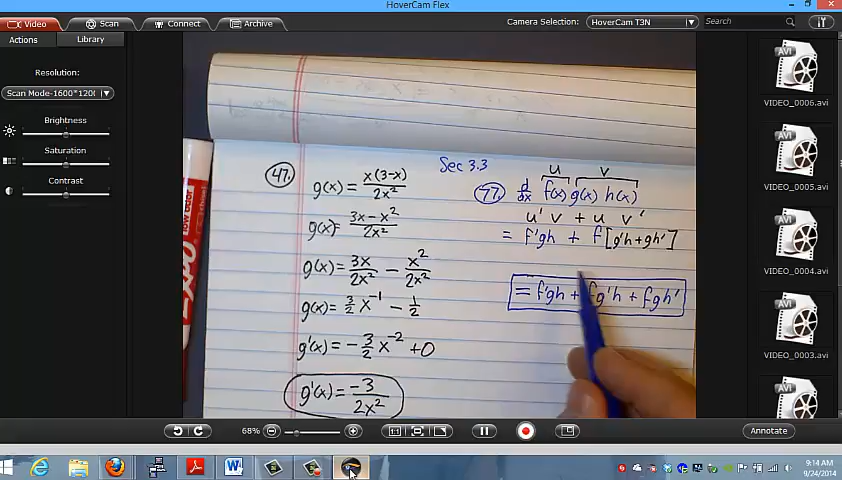 HoverCam Flex
Video
Scan
Connect
Archive
Camera Selection:
HoverCam T3N
Search
Actions
Library
Resolution:
Scan Mode-1600*1200
Brightness
Saturation
Contrast
VIDEO_0006.avi
VIDEO_0005.avi
VIDEO_0004.avi
VIDEO_0003.avi
EXPO
Sec 3.3
47. g(x) = x(3-x)/2x²
g(x) = 3x - x²/2x²
g(x) = 3x/2x² - x²/2x²
g(x) = 3/2 x⁻¹ - 1/2
g'(x) = -3/2 x⁻² + 0
g'(x) = -3/2x²
u v
77. d/dx f(x) g(x) h(x)
u' v + u v'
= f'gh + f[g'h+gh']
= f'gh + fg'h + fgh'
68%
1:1
Annotate
9:14 AM
9/24/2014